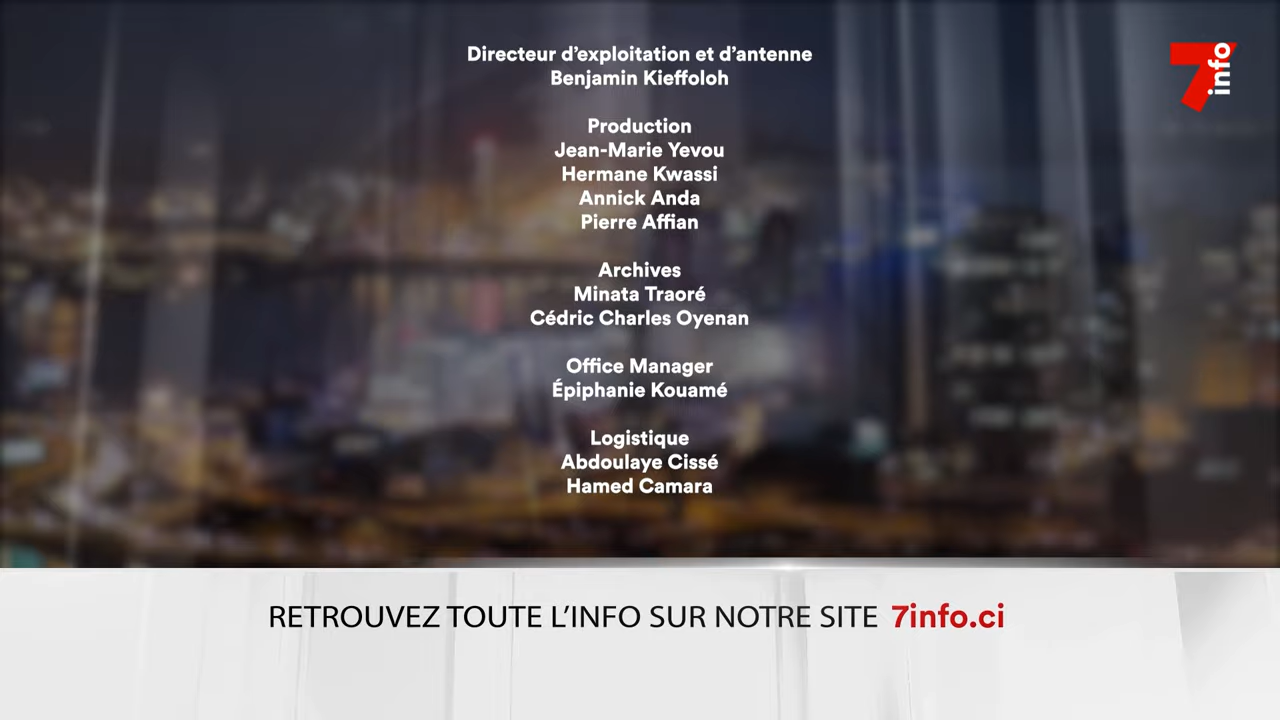 Directeur d’exploitation et d’antenne
Benjamin Kieffoloh
Production
Jean-Marie Yevou
Hermane Kwassi
Annick Anda
Pierre Affian
Archives
Minata Traoré
Cédric Charles Oyenan
Office Manager
Épiphanie Kouamé
Logistique
Abdoulaye Cissé
Hamed Camara
7info
RETROUVEZ TOUTE L’INFO SUR NOTRE SITE 7info.ci